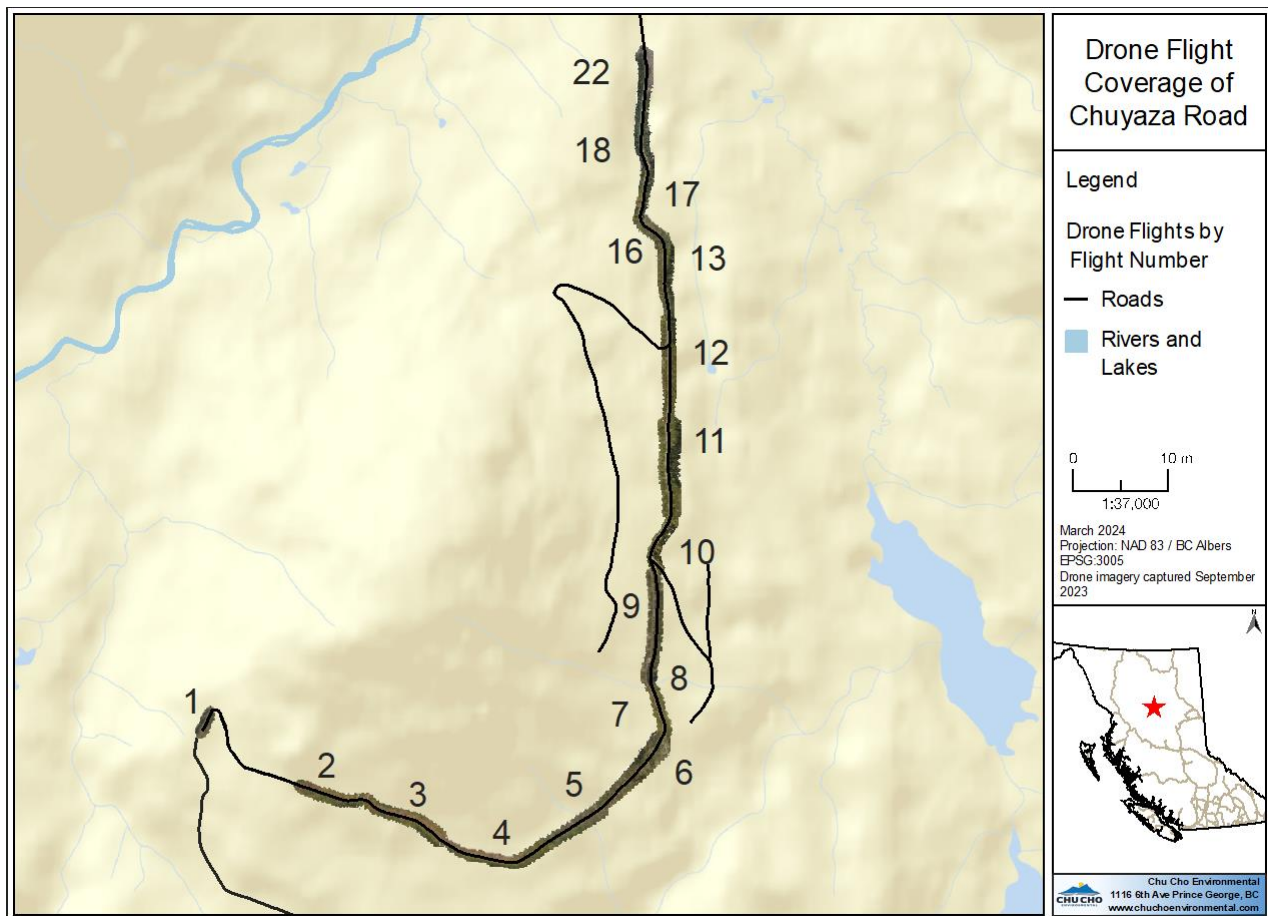 22
18
17
16
13
12
11
10
9
8
7
1
6
2
5
3
4
Drone Flight
Coverage of
Chuyaza Road
Legend
Drone Flights by
Flight Number
Roads
Rivers and
Lakes
0 10 m
1:37,000
March 2024
Projection: NAD 83 / BC Albers
EPSG:3005
Drone imagery captured September
2023
N
CHU CHO
ENVIRONMENTAL
Chu Cho Environmental
1116 6th Ave Prince George, BC
www.chuchoenvironmental.com